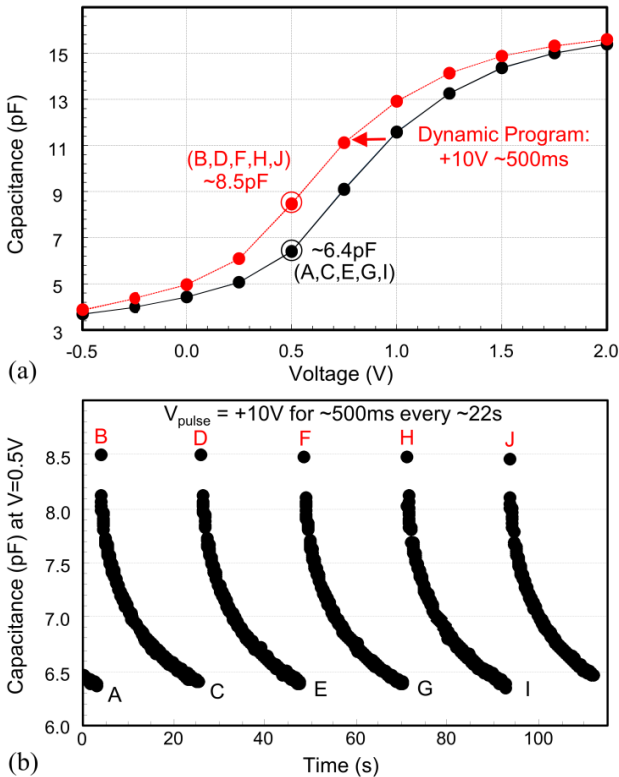 15
13
11
9
7
5
3
Capacitance (pF)
(B,D,F,H,J)
~8.5pF
Dynamic Program:
+10V ~500ms
~6.4pF
(A,C,E,G,I)
-0.5 0.0 0.5 1.0 1.5 2.0
Voltage (V)
(a)
V_pulse = +10V for ~500ms every ~22s
B D F H J
8.5
8.0
7.5
7.0
6.5
6.0
Capacitance (pF) at V=0.5V
A C E G I
0 20 40 60 80 100
Time (s)
(b)